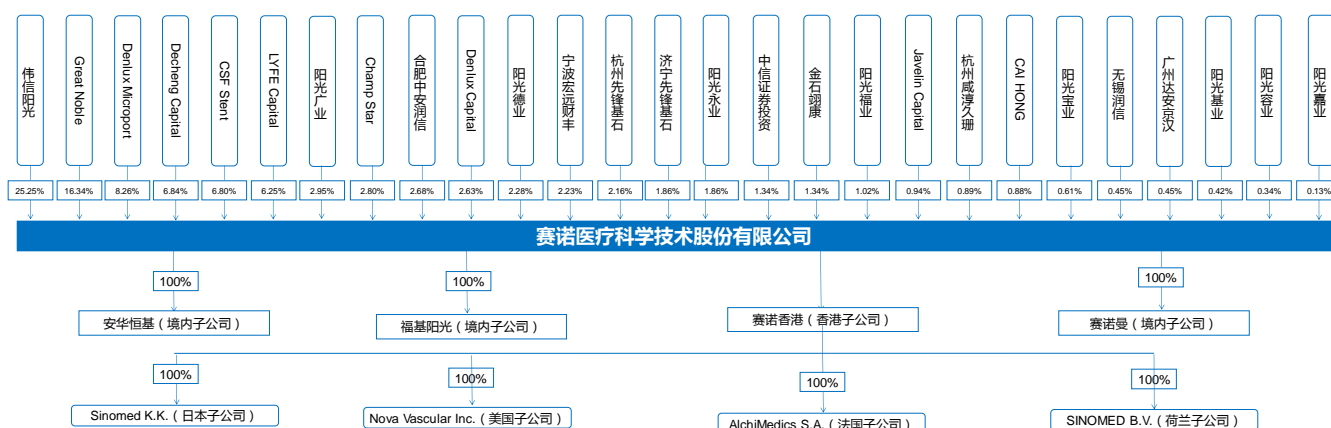 伟信阳光
Great Noble
Denlux Microport
Decheng Capital
CSF Stent
LYFE Capital
阳光广业
Champ Star
合肥中安润信
Denlux Capital
阳光德业
宁波宏远财丰
杭州先锋基石
济宁先锋基石
阳光永业
中信证券投资
金石翊康
阳光福业
Javelin Capital
杭州咸淳久珊
CAI HONG
阳光宝业
无锡润信
广州达安京汉
阳光基业
阳光容业
阳光嘉业
25.25%
16.34%
8.26%
6.84%
6.80%
6.25%
2.95%
2.80%
2.68%
2.63%
2.28%
2.23%
2.16%
1.86%
1.86%
1.34%
1.34%
1.02%
0.94%
0.89%
0.88%
0.61%
0.45%
0.45%
0.42%
0.34%
0.13%
赛诺医疗科学技术股份有限公司
100%
100%
100%
安华恒基（境内子公司）
福基阳光（境内子公司）
赛诺香港（香港子公司）
赛诺曼（境内子公司）
100%
100%
100%
100%
Sinomed K.K.（日本子公司）
Nova Vascular Inc.（美国子公司）
AlchiMedics S.A.（法国子公司）
SINOMED B.V.（荷兰子公司）